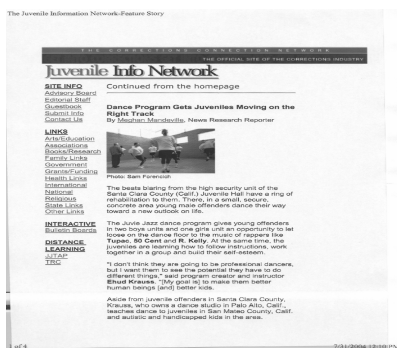 The Juvenile Information Network-Feature Story
THE CORRECTIONS CONNECTION NETWORK
THE OFFICIAL SITE OF THE CORRECTIONS INDUSTRY
Juvenile Info Network
SITE INFO
Advisory Board
Editorial Staff
Guestbook
Submit Info
Contact Us
LINKS
Arts/Education
Associations
Books/Research
Family Links
Government
Grants/Funding
Health Links
International
National
Religious
State Links
Other Links
INTERACTIVE
Bulletin Boards
DISTANCE
LEARNING
JJTAP
TRC
Continued from the homepage
Dance Program Gets Juveniles Moving on the
Right Track
By Meghan Mandeville, News Research Reporter
Photo: Sam Forencich
The beats blaring from the high security unit of the
Santa Clara County (Calif.) Juvenile Hall have a ring of
rehabilitation to them. There, in a small, secure,
concrete area young male offenders dance their way
toward a new outlook on life.
The Juvie Jazz dance program gives young offenders
in two boys units and one girls unit an opportunity to let
loose on the dance floor to the music of rappers like
Tupac, 50 Cent and R. Kelly. At the same time, the
juveniles are learning how to follow instructions, work
together in a group and build their self-esteem.
"I don't think they are going to be professional dancers,
but I want them to see the potential they have to do
different things," said program creator and instructor
Ehud Krauss. "[My goal is] to make them better
human beings [and] better kids.
Aside from juvenile offenders in Santa Clara County,
Krauss, who owns a dance studio in Palo Alto, Calif.,
teaches dance to juveniles in San Mateo County, Calif.
and autistic and handicapped kids in the area.
1 of 4
7/31/2004 12:10 PM